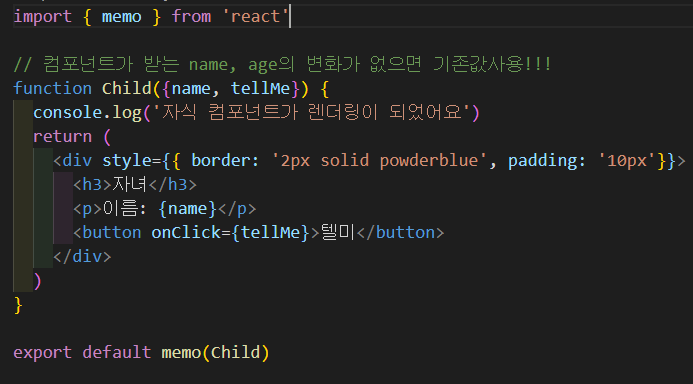 import { memo } from 'react'
// 컴포넌트가 받는 name, age의 변화가 없으면 기존값사용!!!
function Child({name, tellMe}) {
console.log('자식 컴포넌트가 렌더링이 되었어요')
return (
<div style={{ border: '2px solid powderblue', padding: '10px'}}>
<h3>자녀</h3>
<p>이름: {name}</p>
<button onClick={tellMe}>텔미</button>
</div>
)
}
export default memo(Child)